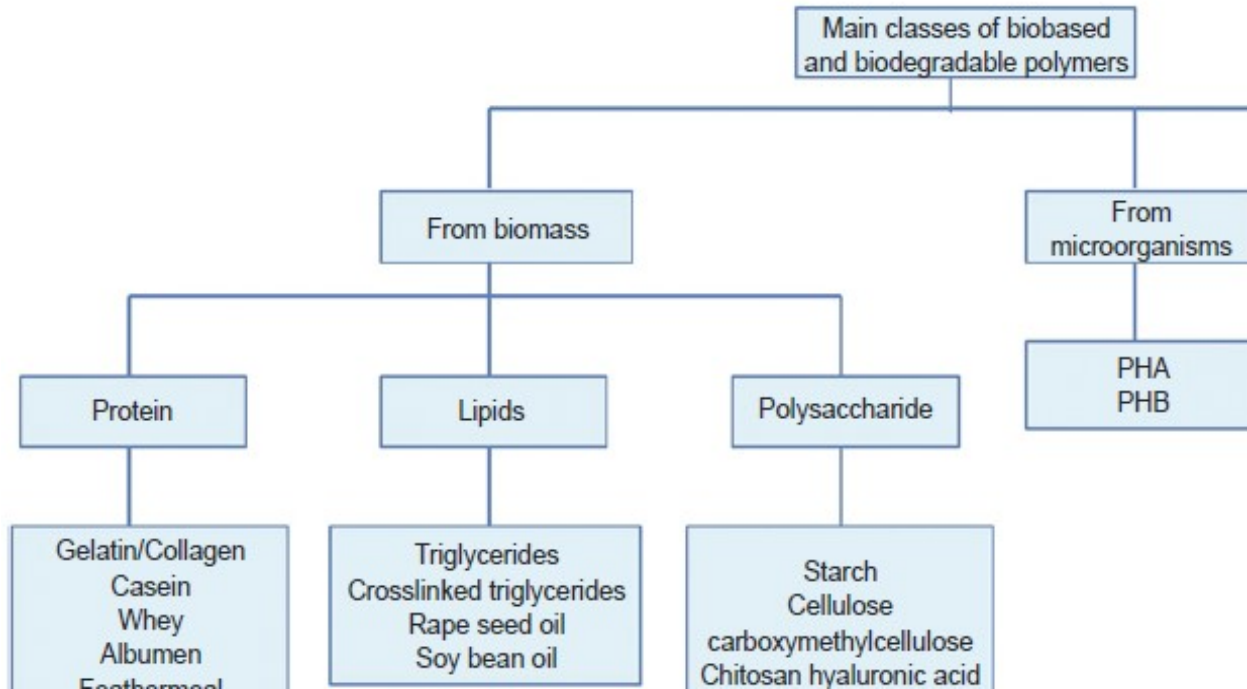 Main classes of biobased
and biodegradable polymers
From biomass
From
microorganisms
PHA
PHB
Protein
Lipids
Polysaccharide
Gelatin/Collagen
Casein
Whey
Albumen
Feathermeal
Triglycerides
Crosslinked triglycerides
Rape seed oil
Soy bean oil
Starch
Cellulose
carboxymethylcellulose
Chitosan hyaluronic acid